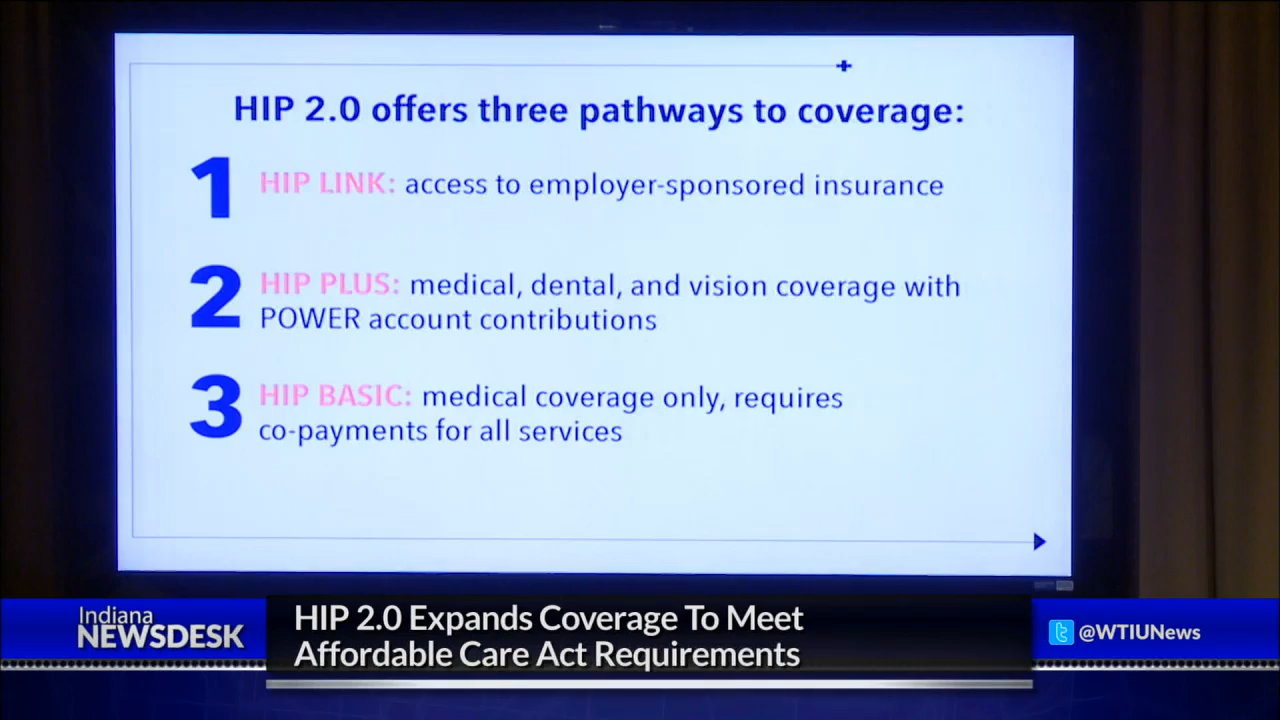 HIP 2.0 offers three pathways to coverage:
1
HIP LINK: access to employer-sponsored insurance
2
HIP PLUS: medical, dental, and vision coverage with
POWER account contributions
3
HIP BASIC: medical coverage only, requires
co-payments for all services
Indiana
NEWSDESK
HIP 2.0 Expands Coverage To Meet
Affordable Care Act Requirements
@WTIUNews